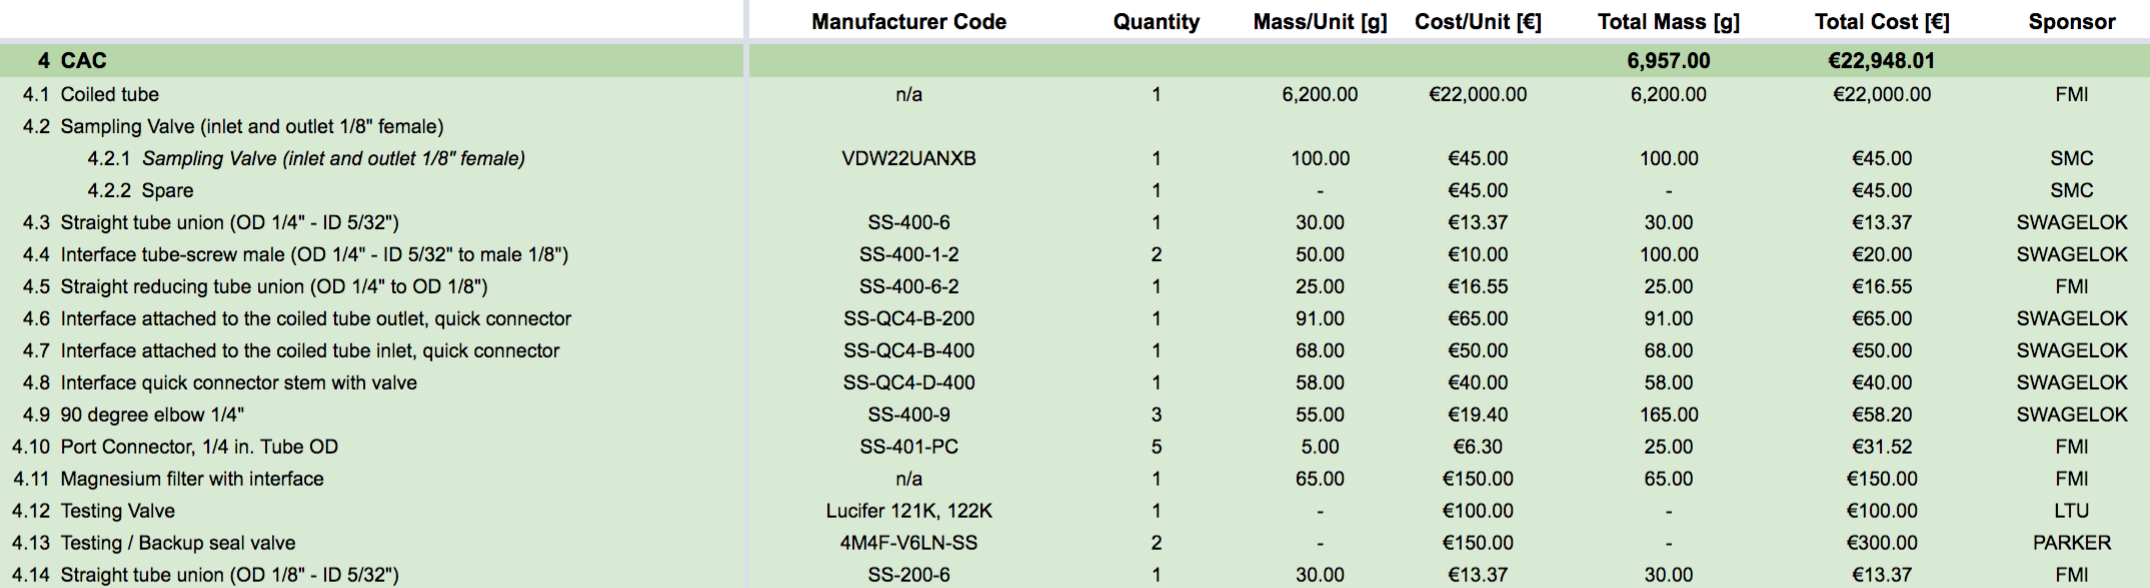 Manufacturer Code Quantity Mass/Unit [g] Cost/Unit [€] Total Mass [g] Total Cost [€] Sponsor
4 CAC 6,957.00 €22,948.01
4.1 Coiled tube n/a 1 6,200.00 €22,000.00 6,200.00 €22,000.00 FMI
4.2 Sampling Valve (inlet and outlet 1/8" female)
4.2.1 Sampling Valve (inlet and outlet 1/8" female) VDW22UANXB 1 100.00 €45.00 100.00 €45.00 SMC
4.2.2 Spare 1 - €45.00 - €45.00 SMC
4.3 Straight tube union (OD 1/4" - ID 5/32") SS-400-6 1 30.00 €13.37 30.00 €13.37 SWAGELOK
4.4 Interface tube-screw male (OD 1/4" - ID 5/32" to male 1/8") SS-400-1-2 2 50.00 €10.00 100.00 €20.00 SWAGELOK
4.5 Straight reducing tube union (OD 1/4" to OD 1/8") SS-400-6-2 1 25.00 €16.55 25.00 €16.55 FMI
4.6 Interface attached to the coiled tube outlet, quick connector SS-QC4-B-200 1 91.00 €65.00 91.00 €65.00 SWAGELOK
4.7 Interface attached to the coiled tube inlet, quick connector SS-QC4-B-400 1 68.00 €50.00 68.00 €50.00 SWAGELOK
4.8 Interface quick connector stem with valve SS-QC4-D-400 1 58.00 €40.00 58.00 €40.00 SWAGELOK
4.9 90 degree elbow 1/4" SS-400-9 3 55.00 €19.40 165.00 €58.20 SWAGELOK
4.10 Port Connector, 1/4 in. Tube OD SS-401-PC 5 5.00 €6.30 25.00 €31.52 FMI
4.11 Magnesium filter with interface n/a 1 65.00 €150.00 65.00 €150.00 FMI
4.12 Testing Valve Lucifer 121K, 122K 1 - €100.00 - €100.00 LTU
4.13 Testing / Backup seal valve 4M4F-V6LN-SS 2 - €150.00 - €300.00 PARKER
4.14 Straight tube union (OD 1/8" - ID 5/32") SS-200-6 1 30.00 €13.37 30.00 €13.37 FMI